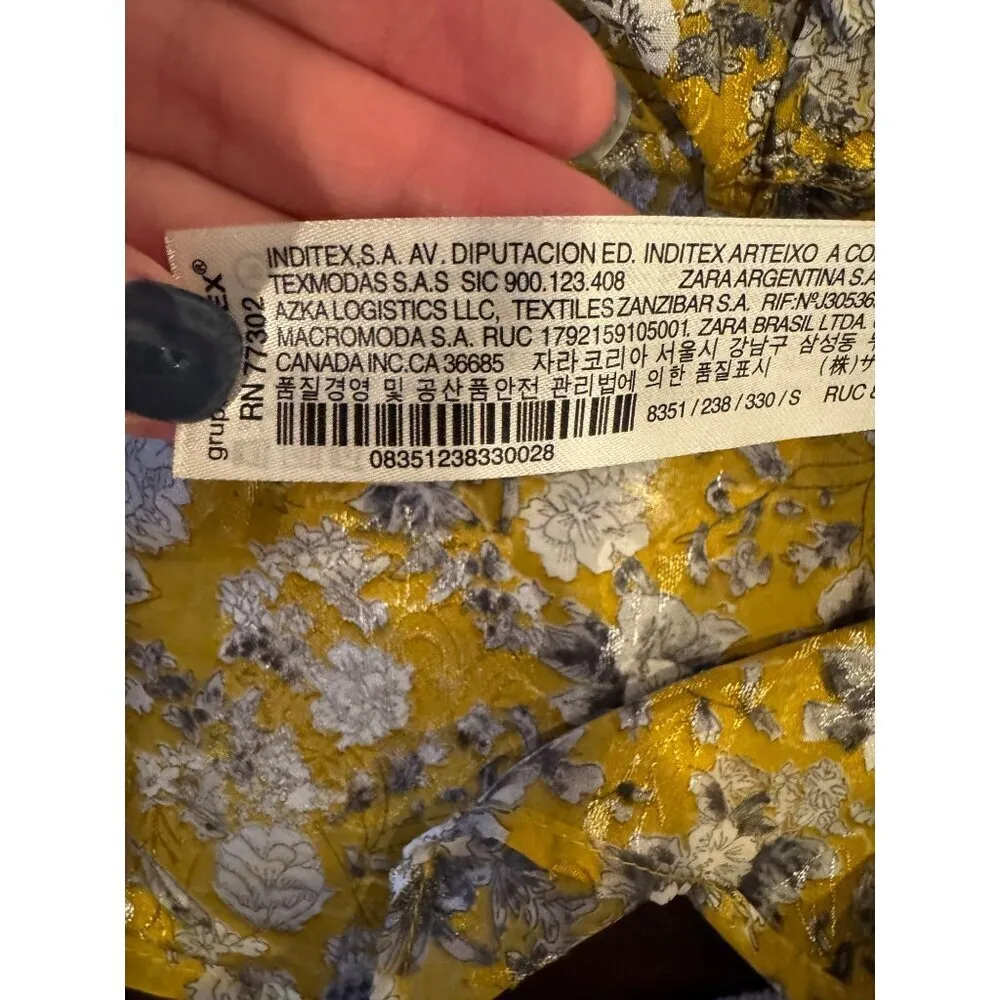 INDITEX,S.A. AV. DIPUTACION ED. INDITEX ARTEIXO A CO
TEXMODAS S.A.S SIC 900.123.408 ZARA ARGENTINA S.A
AZKA LOGISTICS LLC, TEXTILES ZANZIBAR S.A. RIF:NºJ30536
MACROMODA S.A. RUC 1792159105001. ZARA BRASIL LTDA.
CANADA INC.CA 36685 자라코리아 서울시 강남구 삼성동
품질경영 및 공산품안전 관리법에 의한 품질표시 (株)サ
8351 / 238 / 330 / S RUC
08351238330028
RN 77302